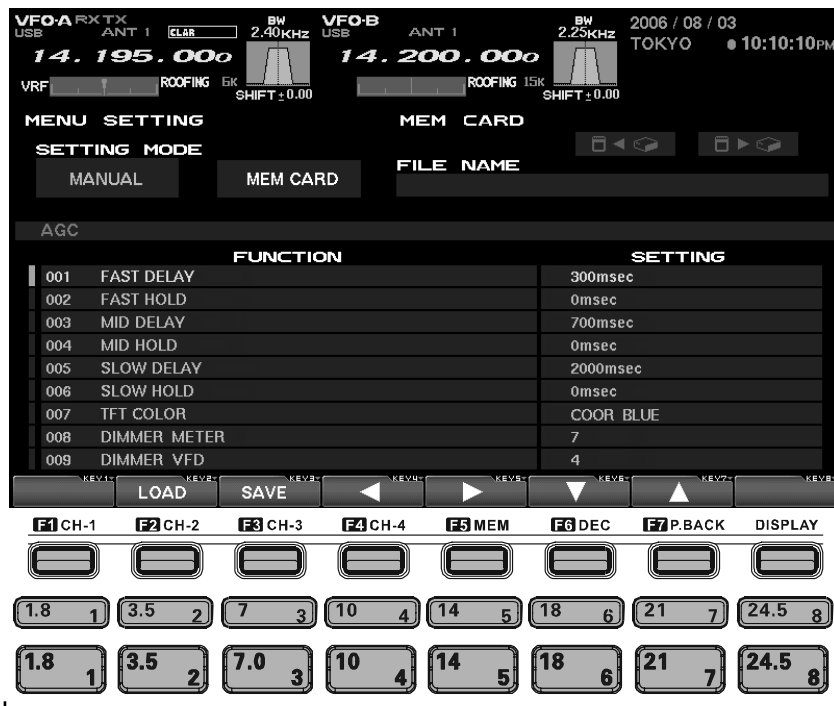 VFO-A RX TX BW VFO-B BW 2006 / 08 / 03
USB ANT 1 CLAR 2.40KHz USB ANT 1 2.25KHz TOKYO 10:10:10PM
14. 195. 000 14. 200. 000
VRF ROOFING 6K SHIFT ± 0.00 ROOFING 15K SHIFT ± 0.00
MENU SETTING MEM CARD
SETTING MODE
MANUAL MEM CARD FILE NAME
AGC
FUNCTION SETTING
001 FAST DELAY 300msec
002 FAST HOLD 0msec
003 MID DELAY 700msec
004 MID HOLD 0msec
005 SLOW DELAY 2000msec
006 SLOW HOLD 0msec
007 TFT COLOR COOR BLUE
008 DIMMER METER 7
009 DIMMER VFD 4
KEY1 KEY2 KEY3 KEY4 KEY5 KEY6 KEY7 KEY8
LOAD SAVE ◀ ▶ ▼ ▲
F1 CH-1 F2 CH-2 F3 CH-3 F4 CH-4 F5 MEM F6 DEC F7 P.BACK DISPLAY
1.8 1 3.5 2 7 3 10 4 14 5 18 6 21 7 24.5 8
1.8 1 3.5 2 7.0 3 10 4 14 5 18 6 21 7 24.5 8